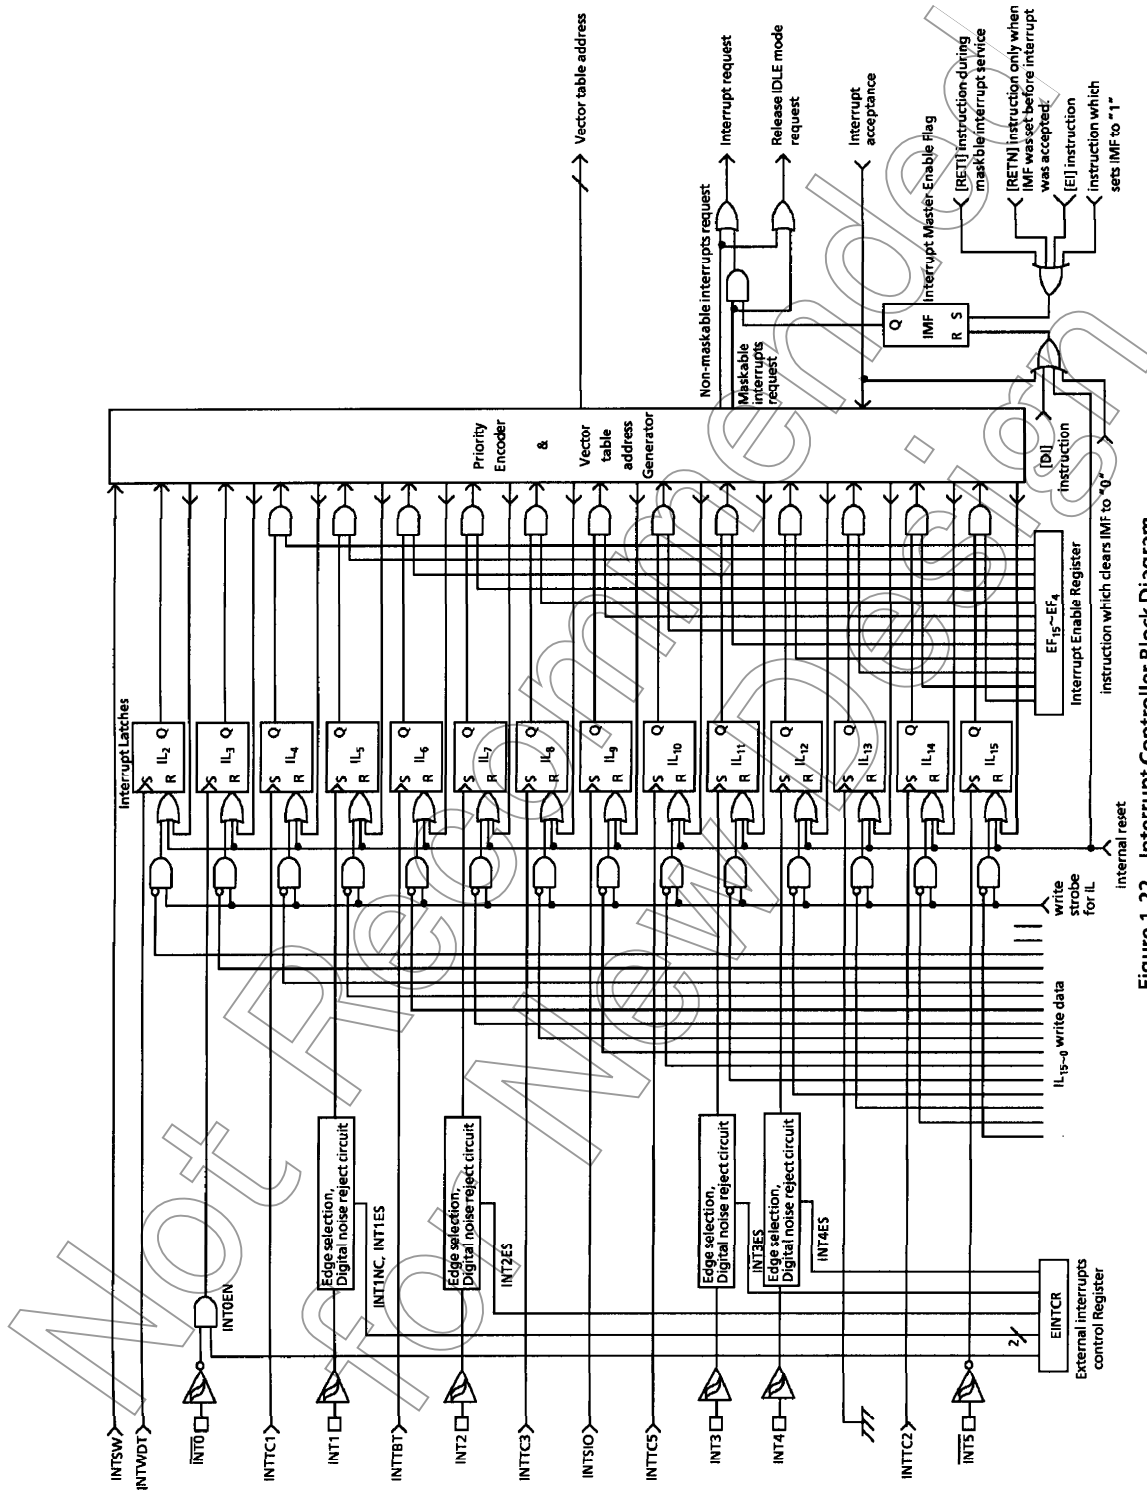 Figure 1-22 Interrupt Controller Block Diagram
Not Recommended
for New Design
INTSW
INTWDT
INT0
INTTC1
INT1
INTTBT
INT2
INTTC3
INTSIO
INTTC5
INT3
INT4
INTTC2
INT5
INT0EN
Edge selection,
Digital noise reject circuit
INT1NC, INT1ES
Edge selection,
Digital noise reject circuit
INT2ES
Edge selection,
Digital noise reject circuit
INT3ES
Edge selection,
Digital noise reject circuit
INT4ES
2
EINTCR
External interrupts
control Register
IL15~0 write data
write
strobe
for IL
internal reset
Interrupt Latches
S
R
Q
IL2
S
R
Q
IL3
S
R
Q
IL4
S
R
Q
IL5
S
R
Q
IL6
S
R
Q
IL7
S
R
Q
IL8
S
R
Q
IL9
S
R
Q
IL10
S
R
Q
IL11
S
R
Q
IL12
S
R
Q
IL13
S
R
Q
IL14
S
R
Q
IL15
EF15~EF4
Interrupt Enable Register
instruction which clears IMF to "0"
[DI]
instruction
Priority
Encoder
&
Vector
table
address
Generator
Vector table address
Non-maskable interrupts request
Maskable
interrupts
request
Interrupt request
Release IDLE mode
request
Interrupt
acceptance
Interrupt Master Enable Flag
Q
IMF
R S
[RETI] instruction during
maskble interrupt service
[RETN] instruction only when
IMF was set before interrupt
was accepted.
[EI] instruction
instruction which
sets IMF to "1"